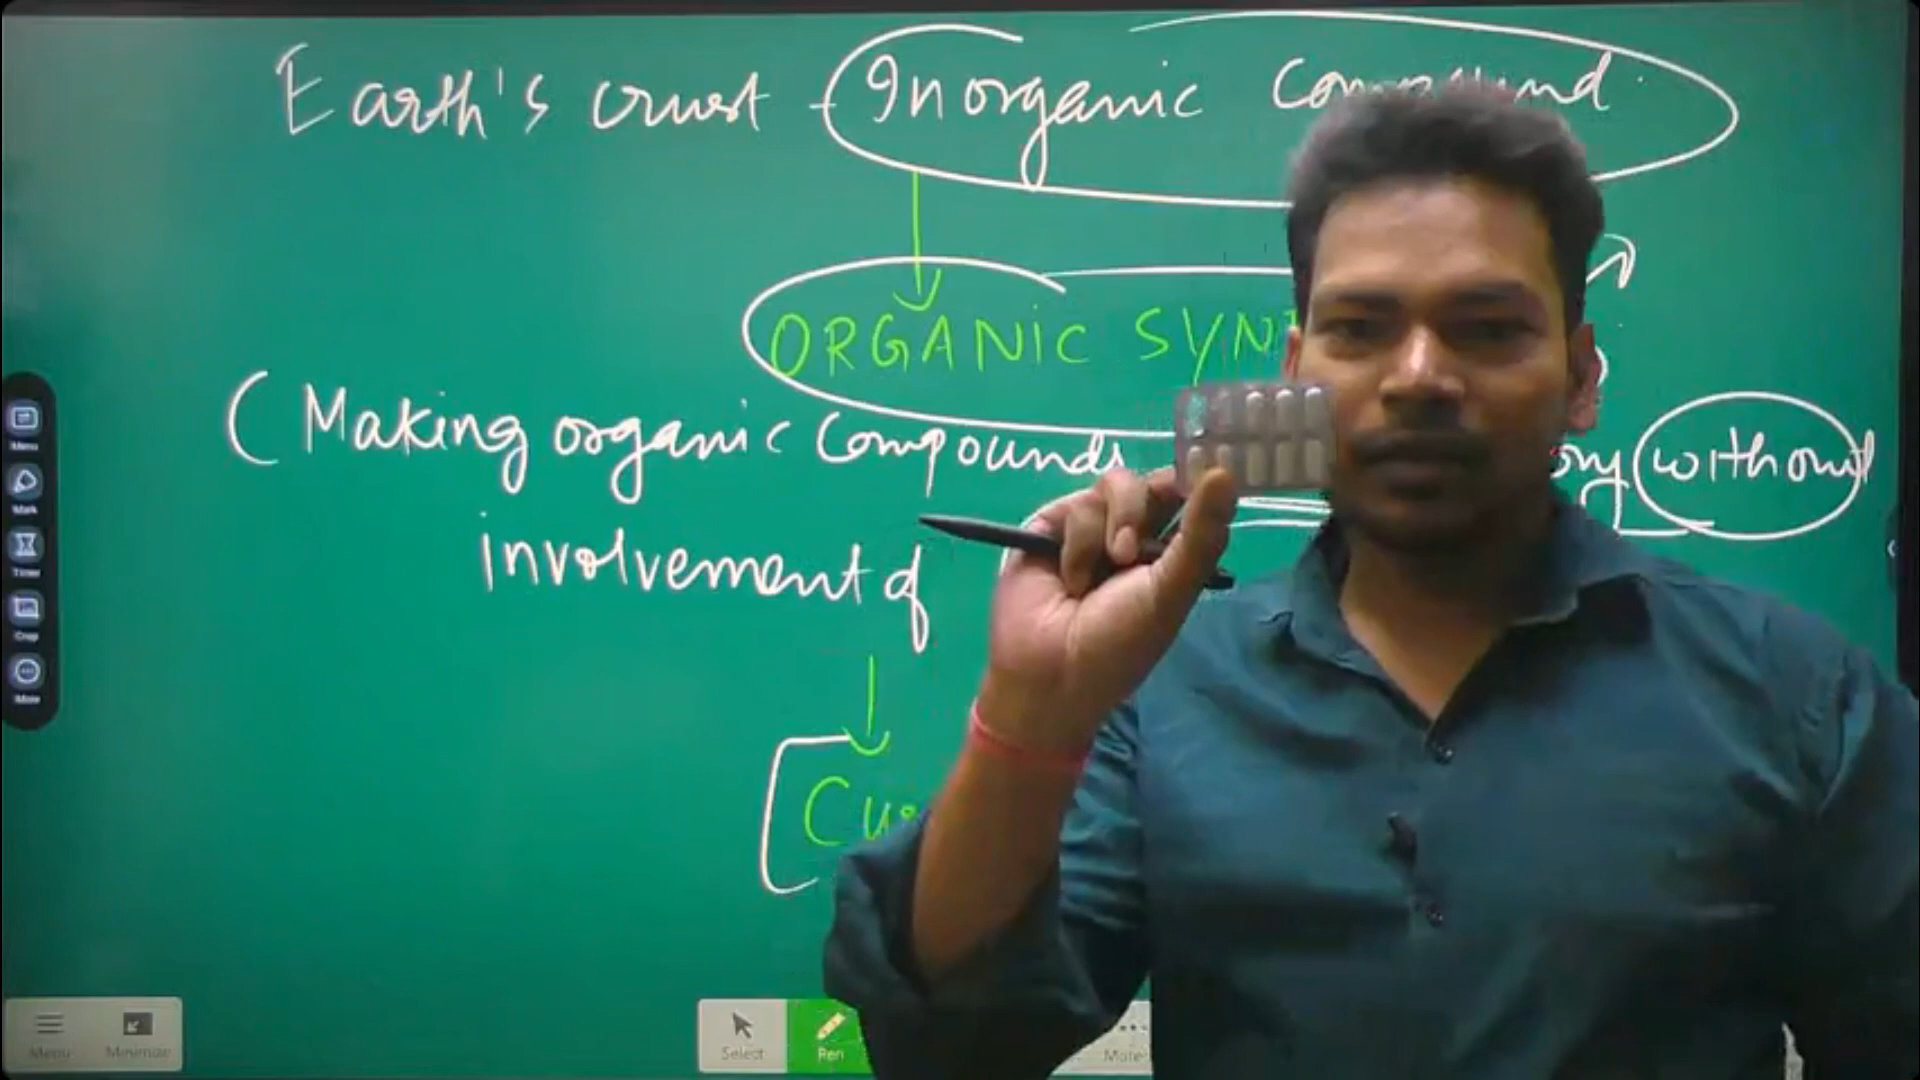 Earth's crust - Inorganic Compound
ORGANIC SYN
( Making organic compounds without
involvement of
Menu
Mark
Timer
Crop
More
Menu
Minimize
Select
Pen
More